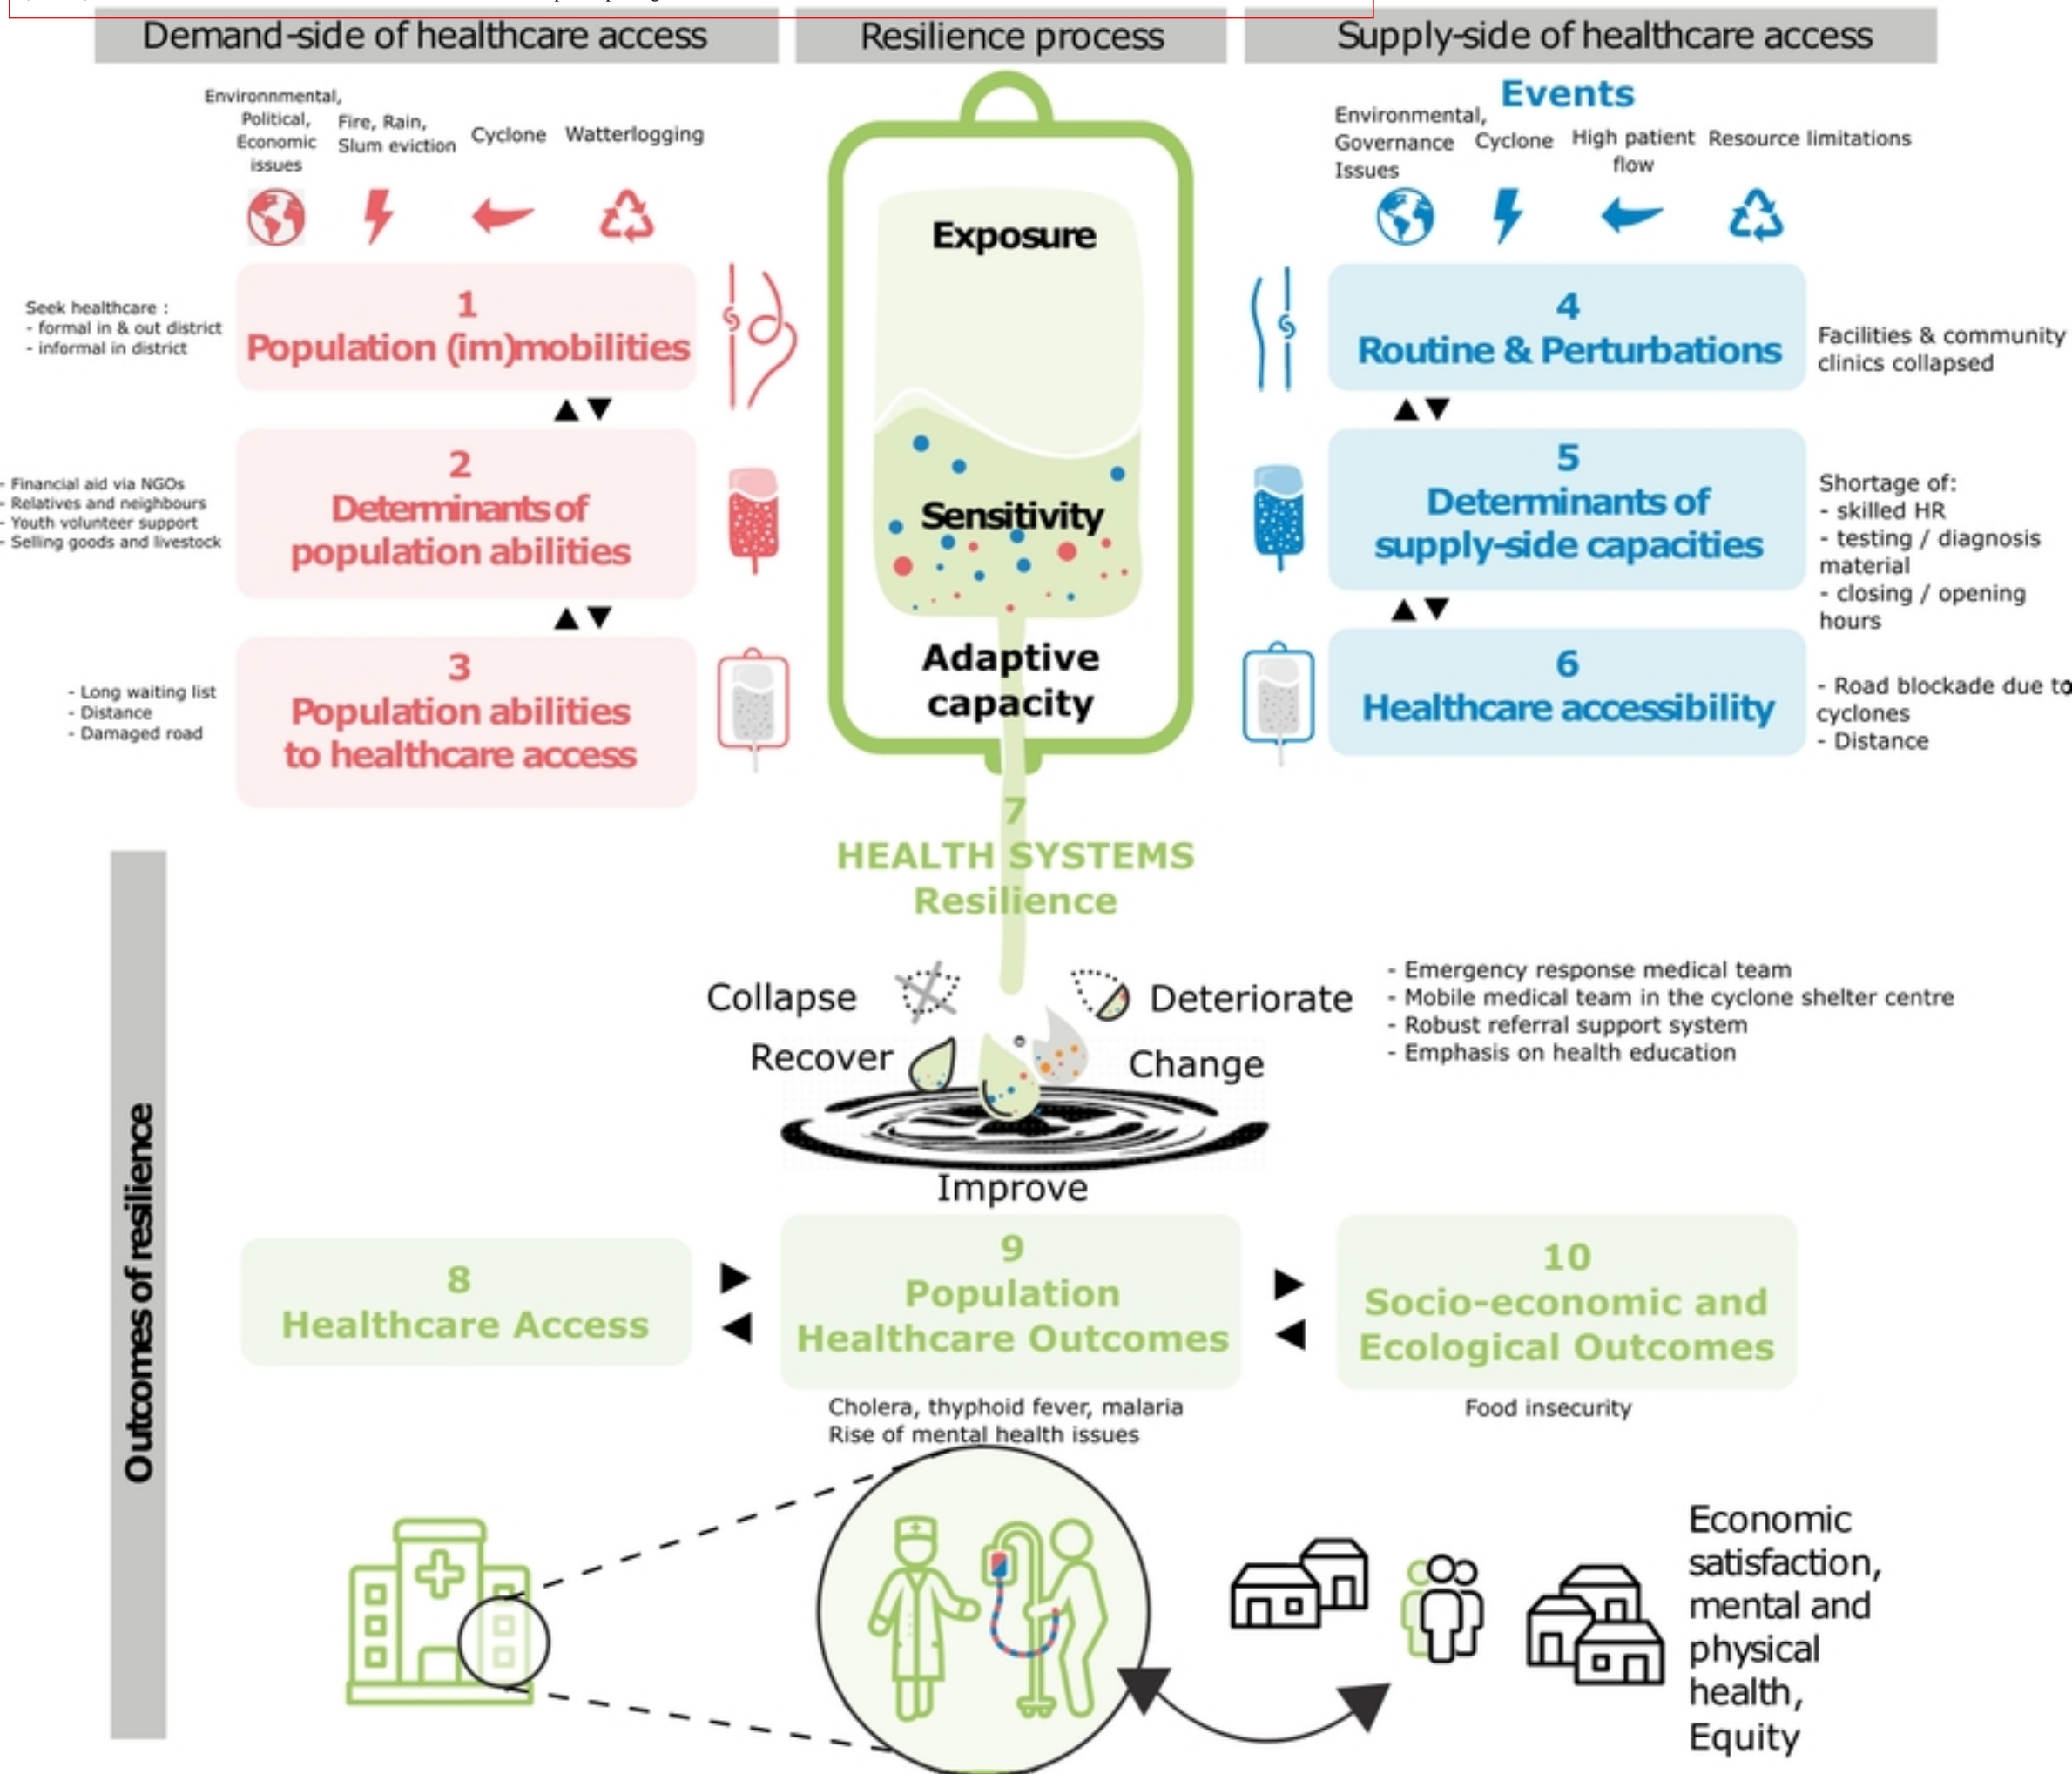 Demand-side of healthcare access
Resilience process
Supply-side of healthcare access
Environnmental,
Political,
Economic
issues
Fire, Rain,
Slum eviction
Cyclone
Watterlogging
Events
Environmental,
Governance
Issues
Cyclone
High patient
flow
Resource limitations
Seek healthcare :
- formal in & out district
- informal in district
1
Population (im)mobilities
- Financial aid via NGOs
- Relatives and neighbours
- Youth volunteer support
- Selling goods and livestock
2
Determinants of
population abilities
- Long waiting list
- Distance
- Damaged road
3
Population abilities
to healthcare access
Exposure
Sensitivity
Adaptive
capacity
4
Routine & Perturbations
Facilities & community
clinics collapsed
5
Determinants of
supply-side capacities
Shortage of:
- skilled HR
- testing / diagnosis
material
- closing / opening
hours
6
Healthcare accessibility
- Road blockade due to
cyclones
- Distance
7
HEALTH SYSTEMS
Resilience
Collapse
Deteriorate
Recover
Change
Improve
- Emergency response medical team
- Mobile medical team in the cyclone shelter centre
- Robust referral support system
- Emphasis on health education
Outcomes of resilience
8
Healthcare Access
9
Population
Healthcare Outcomes
10
Socio-economic and
Ecological Outcomes
Cholera, thyphoid fever, malaria
Rise of mental health issues
Food insecurity
Economic
satisfaction,
mental and
physical
health,
Equity